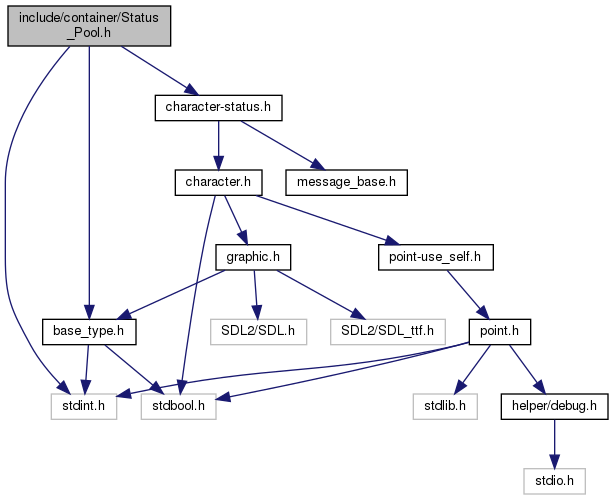 include/container/Status
_Pool.h
character-status.h
character.h
message_base.h
graphic.h
point-use_self.h
base_type.h
SDL2/SDL.h
SDL2/SDL_ttf.h
point.h
stdint.h
stdbool.h
stdlib.h
helper/debug.h
stdio.h